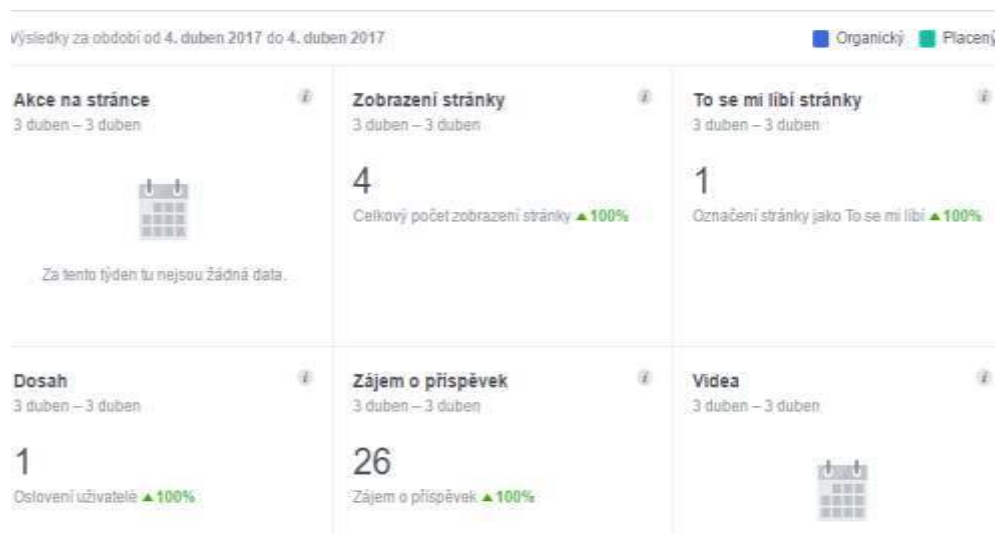 Výsledky za období od 4. duben 2017 do 4. duben 2017
Organický Placený
Akce na stránce
3 duben – 3 duben
Za tento týden tu nejsou žádná data.
Zobrazení stránky
3 duben – 3 duben
4
Celkový počet zobrazení stránky ▲100%
To se mi líbí stránky
3 duben – 3 duben
1
Označení stránky jako To se mi líbí ▲100%
Dosah
3 duben – 3 duben
1
Oslovení uživatelé ▲100%
Zájem o příspěvek
3 duben – 3 duben
26
Zájem o příspěvek ▲100%
Videa
3 duben – 3 duben